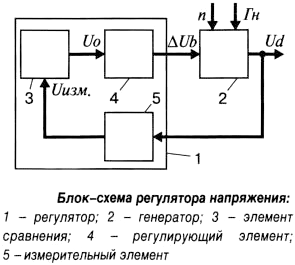 n Гн
Uo ΔUb Ud
3 Uизм. 4 2
5
1
Блок–схема регулятора напряжения:
1 – регулятор; 2 – генератор; 3 – элемент
сравнения; 4 – регулирующий элемент;
5 – измерительный элемент